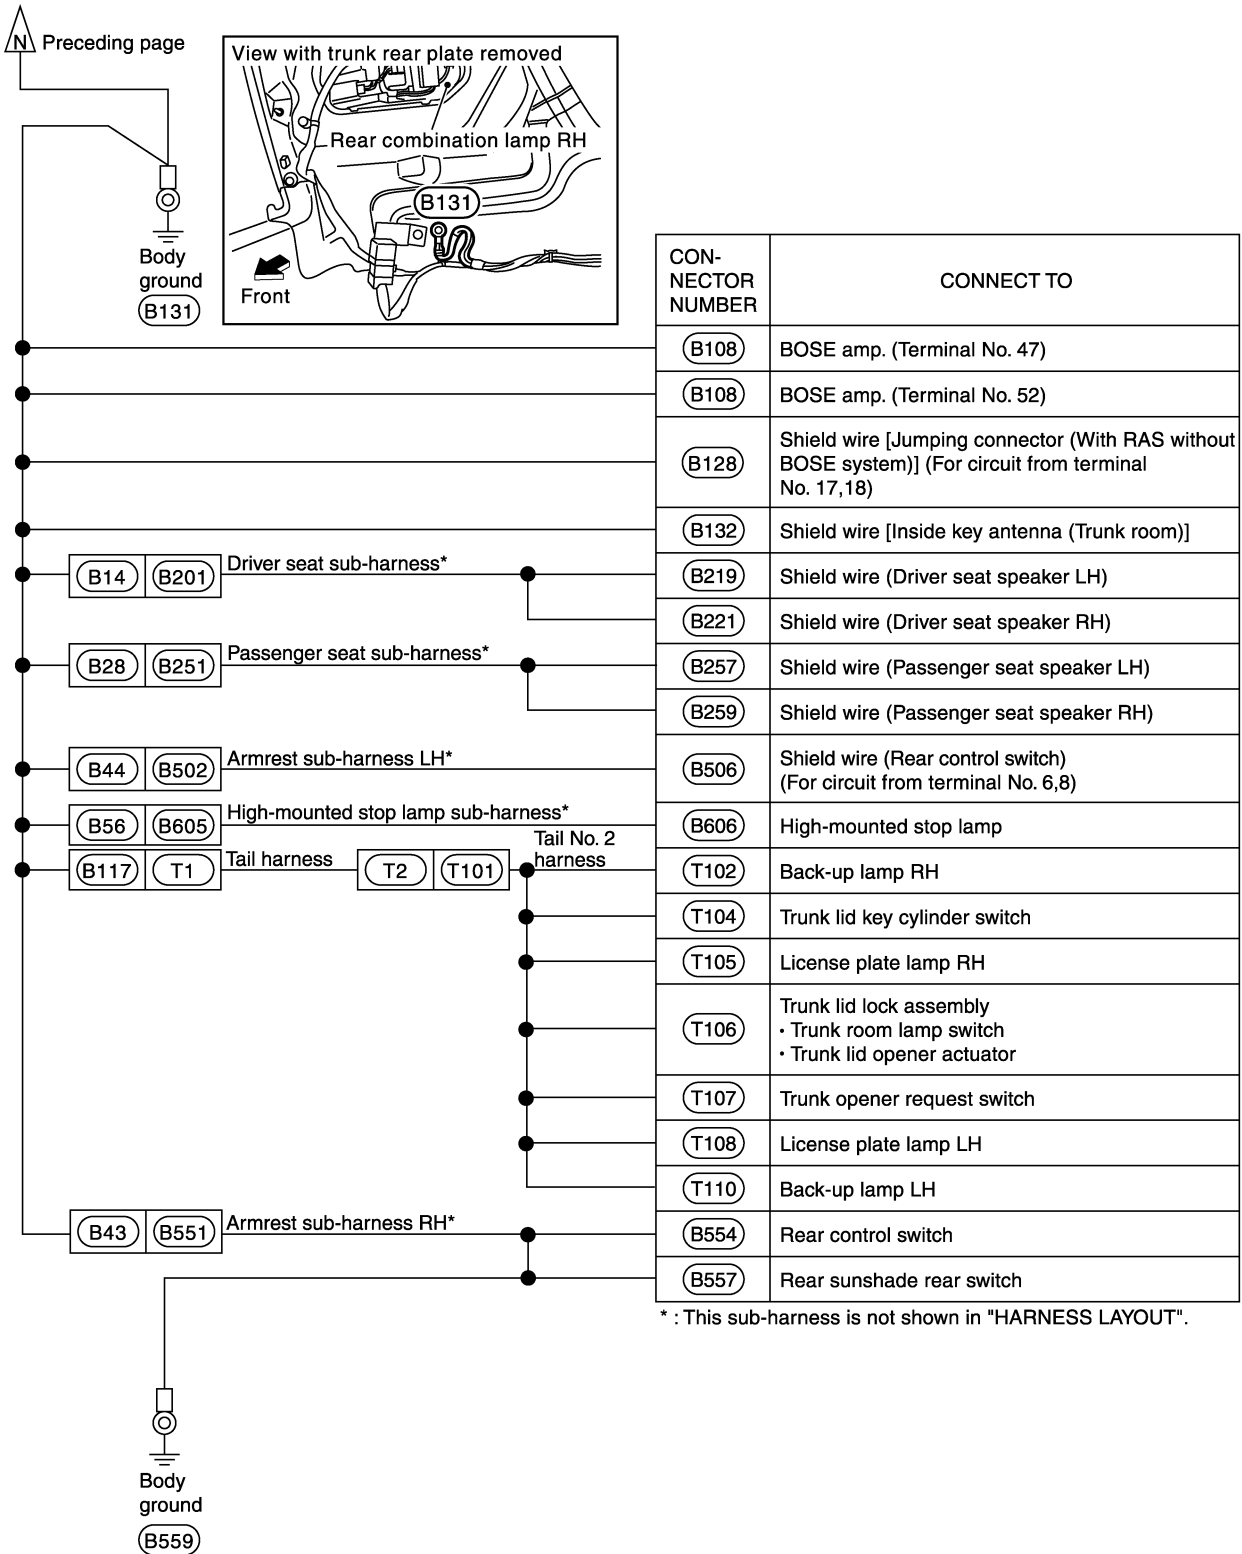 N Preceding page
View with trunk rear plate removed
Rear combination lamp RH
B131
Front
Body
ground
B131
CON-
NECTOR
NUMBER
CONNECT TO
B108 BOSE amp. (Terminal No. 47)
B108 BOSE amp. (Terminal No. 52)
B128
Shield wire [Jumping connector (With RAS without
BOSE system)] (For circuit from terminal
No. 17,18)
B132 Shield wire [Inside key antenna (Trunk room)]
B14 B201 Driver seat sub-harness* B219 Shield wire (Driver seat speaker LH)
B221 Shield wire (Driver seat speaker RH)
B28 B251 Passenger seat sub-harness* B257 Shield wire (Passenger seat speaker LH)
B259 Shield wire (Passenger seat speaker RH)
B44 B502 Armrest sub-harness LH* B506
Shield wire (Rear control switch)
(For circuit from terminal No. 6,8)
B56 B605 High-mounted stop lamp sub-harness* B606 High-mounted stop lamp
B117 T1 Tail harness T2 T101
Tail No. 2
harness
T102 Back-up lamp RH
T104 Trunk lid key cylinder switch
T105 License plate lamp RH
T106
Trunk lid lock assembly
• Trunk room lamp switch
• Trunk lid opener actuator
T107 Trunk opener request switch
T108 License plate lamp LH
T110 Back-up lamp LH
B43 B551 Armrest sub-harness RH* B554 Rear control switch
B557 Rear sunshade rear switch
* : This sub-harness is not shown in "HARNESS LAYOUT".
Body
ground
B559